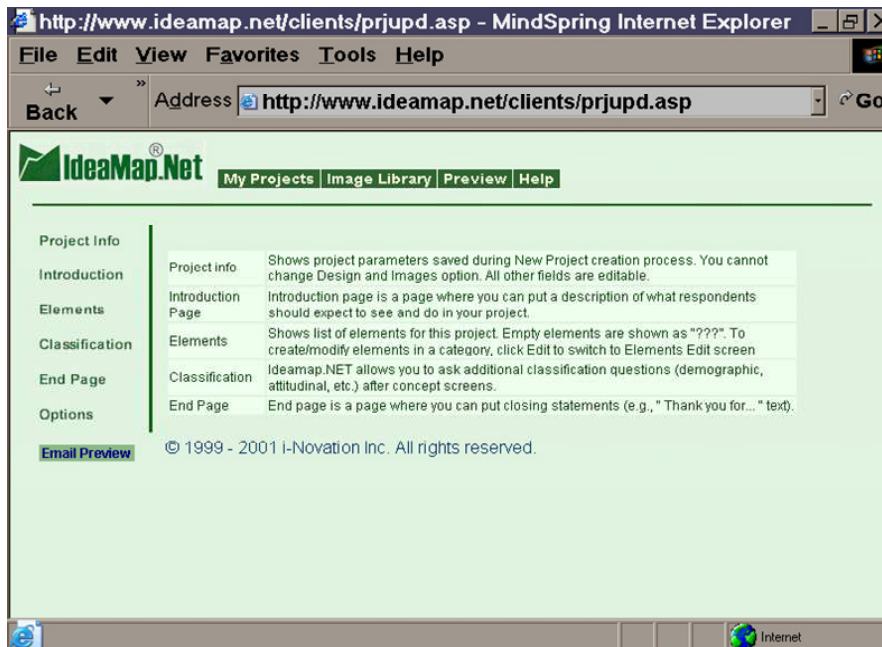 http://www.ideamap.net/clients/prjupd.asp - MindSpring Internet Explorer
File Edit View Favorites Tools Help
Back » Address http://www.ideamap.net/clients/prjupd.asp Go
IdeaMap.Net®
My Projects | Image Library | Preview | Help
Project Info
Introduction
Elements
Classification
End Page
Options
Email Preview
Project info Shows project parameters saved during New Project creation process. You cannot
change Design and Images option. All other fields are editable.
Introduction Page Introduction page is a page where you can put a description of what respondents
should expect to see and do in your project.
Elements Shows list of elements for this project. Empty elements are shown as "???". To
create/modify elements in a category, click Edit to switch to Elements Edit screen
Classification Ideamap.NET allows you to ask additional classification questions (demographic,
attitudinal, etc.) after concept screens.
End Page End page is a page where you can put closing statements (e.g., " Thank you for... " text).
© 1999 - 2001 i-Novation Inc. All rights reserved.
Internet